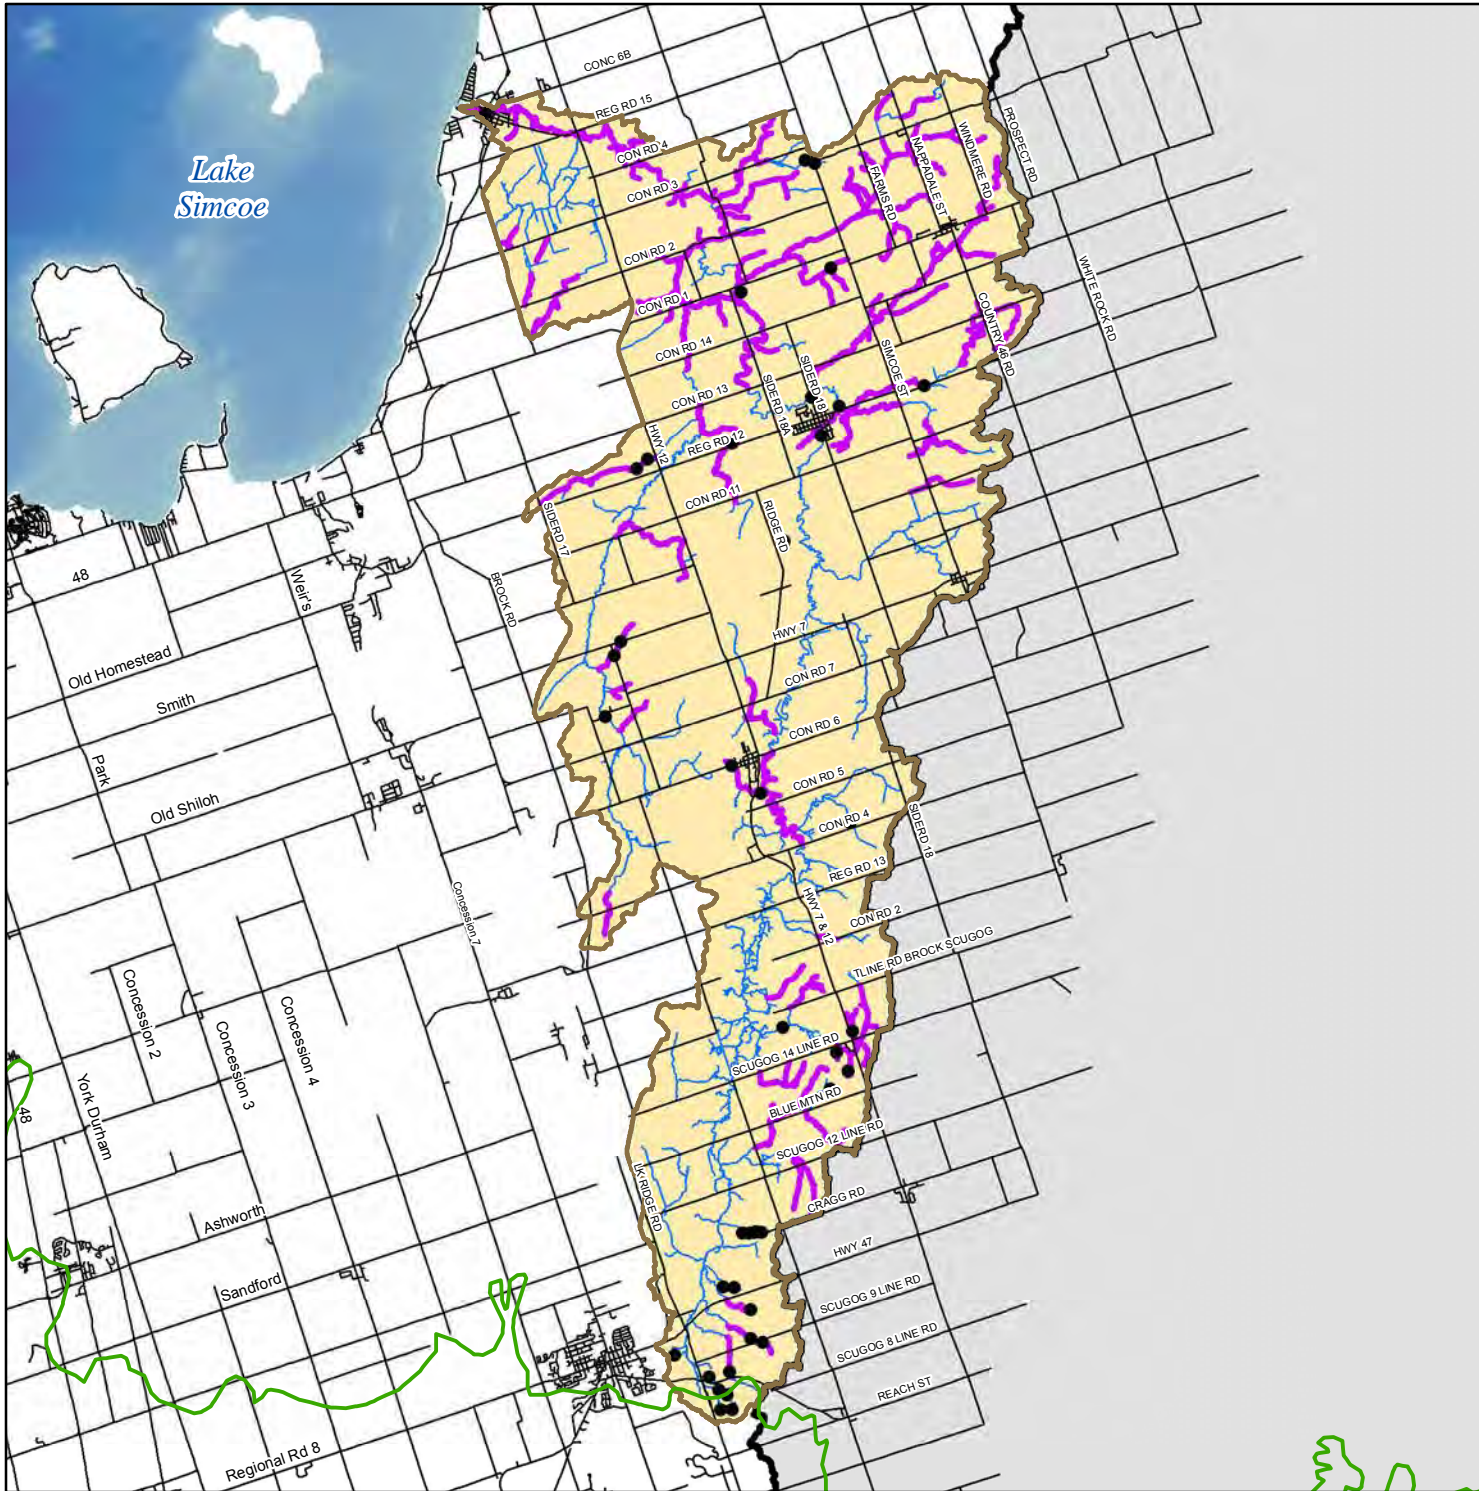 CONC 6B
REG RD 15
CON RD 4
CON RD 3
PROSPECT RD
WINDMERE RD
NAPPADALE ST
FARMS RD
Lake
Simcoe
CON RD 2
CON RD 1
WHITE ROCK RD
COUNTRY 46 RD
CON RD 14
SIMCOE ST
SIDERD 18
SIDERD 18A
CON RD 13
HWY 12
REG RD 12
CON RD 11
RIDGE RD
SIDERD 17
48
Weir's
BROCK RD
HWY 7
Old Homestead
CON RD 7
Smith
CON RD 6
Park
CON RD 5
Old Shiloh
CON RD 4
SIDERD 18
REG RD 13
Concession 7
HWY 7 & 12
CON RD 2
TLINE RD BROCK SCUGOG
Concession 2
Concession 3
Concession 4
SCUGOG 14 LINE RD
48
York Durham
BLUE MTN RD
SCUGOG 12 LINE RD
LK RIDGE RD
CRAGG RD
Ashworth
HWY 47
Sandford
SCUGOG 9 LINE RD
SCUGOG 8 LINE RD
REACH ST
Regional Rd 8